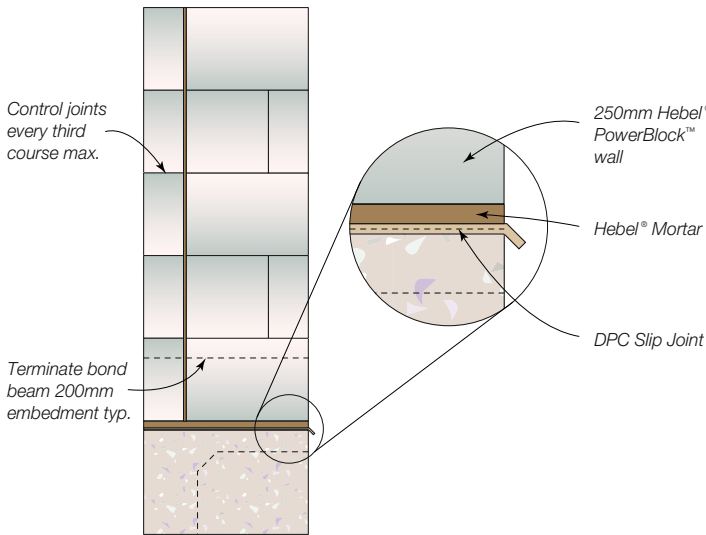 Control joints
every third
course max.
Terminate bond
beam 200mm
embedment typ.
250mm Hebel®
PowerBlock™
wall
Hebel® Mortar
DPC Slip Joint